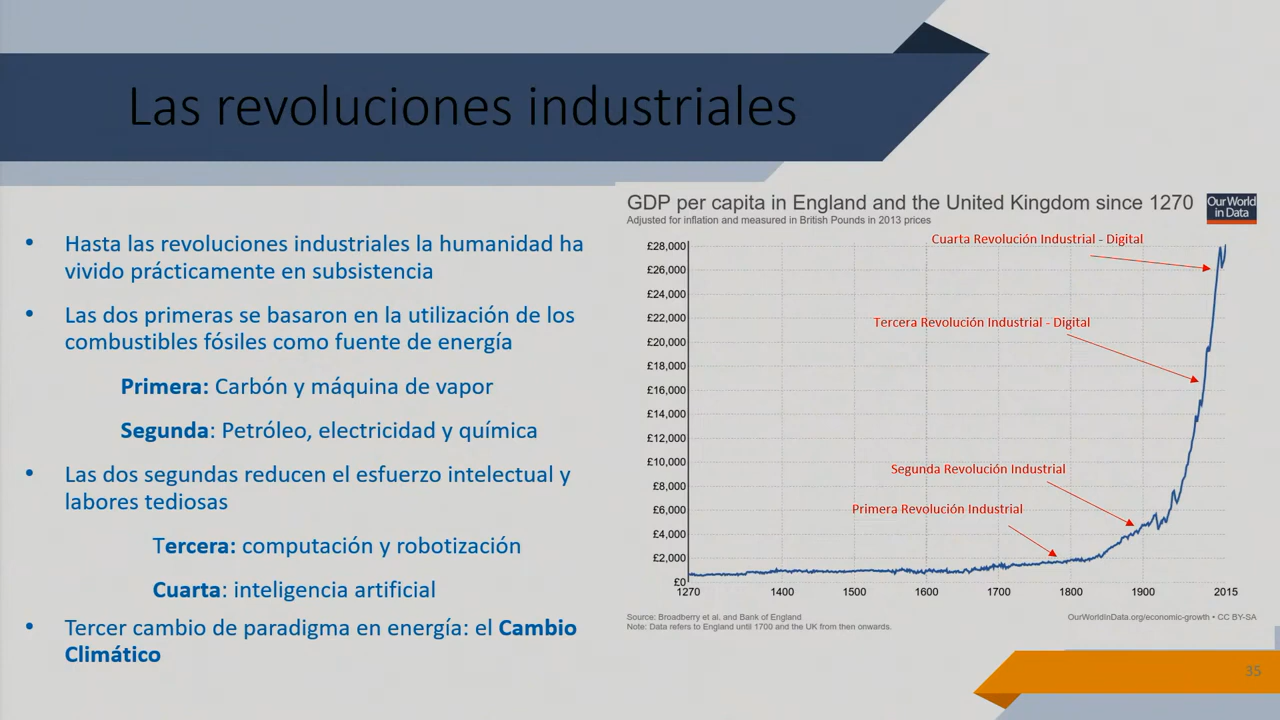 Las revoluciones industriales
• Hasta las revoluciones industriales la humanidad ha
vivido prácticamente en subsistencia
• Las dos primeras se basaron en la utilización de los
combustibles fósiles como fuente de energía
Primera: Carbón y máquina de vapor
Segunda: Petróleo, electricidad y química
• Las dos segundas reducen el esfuerzo intelectual y
labores tediosas
Tercera: computación y robotización
Cuarta: inteligencia artificial
• Tercer cambio de paradigma en energía: el Cambio
Climático
GDP per capita in England and the United Kingdom since 1270
Adjusted for inflation and measured in British Pounds in 2013 prices
Our World
in Data
Cuarta Revolución Industrial - Digital
Tercera Revolución Industrial - Digital
Segunda Revolución Industrial
Primera Revolución Industrial
£28,000
£26,000
£24,000
£22,000
£20,000
£18,000
£16,000
£14,000
£12,000
£10,000
£8,000
£6,000
£4,000
£2,000
£0
1270 1400 1500 1600 1700 1800 1900 2015
Source: Broadberry et al. and Bank of England
Note: Data refers to England until 1700 and the UK from then onwards.
OurWorldInData.org/economic-growth • CC BY-SA
35